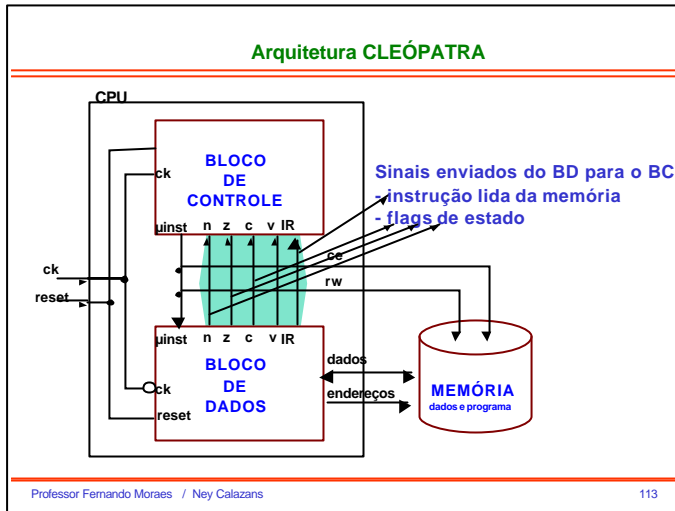 Arquitetura CLEÓPATRA
CPU
BLOCO
DE
CONTROLE
ck
µinst n z c v IR
Sinais enviados do BD para o BC
- instrução lida da memória
- flags de estado
ce
rw
ck
reset
µinst n z c v IR
BLOCO
DE
DADOS
ck
reset
dados
endereços
MEMÓRIA
dados e programa
Professor Fernando Moraes / Ney Calazans
113